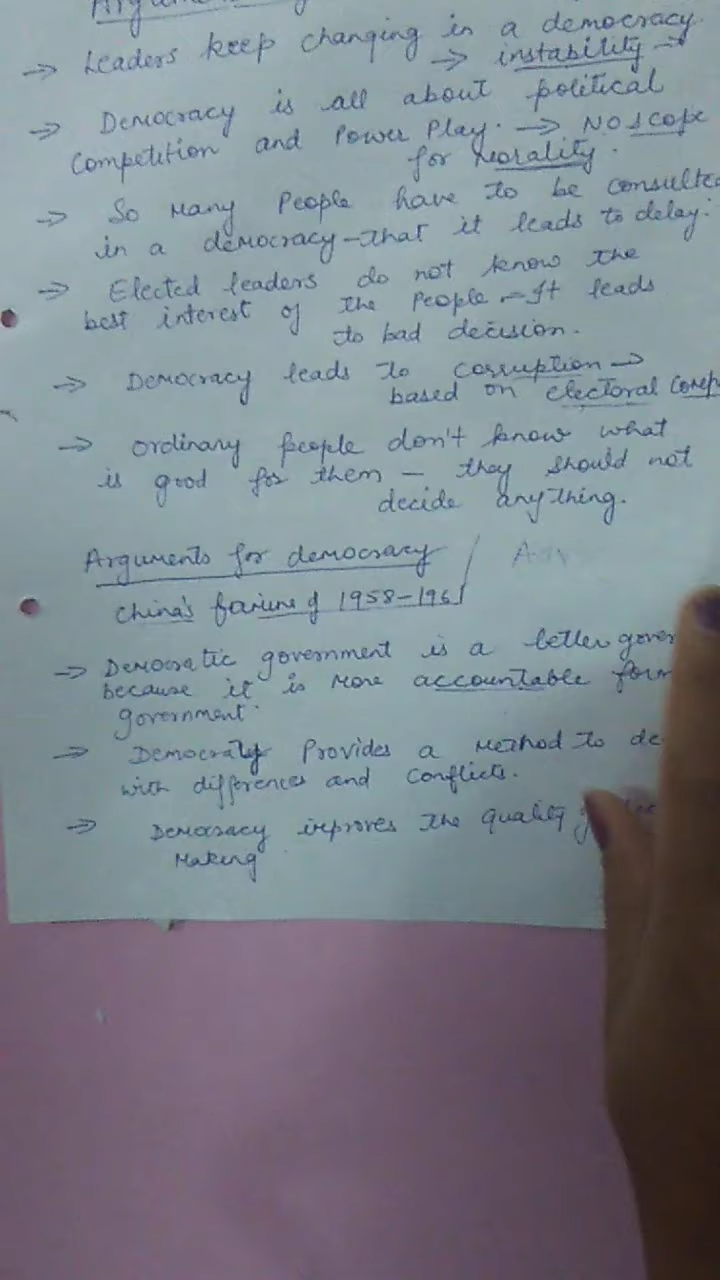 → Leaders keep changing in a democracy.
→ instability →
→ Democracy is all about political
competition and Power Play. → No scope
for Morality.
→ So Many People have to be consulte
in a democracy - that it leads to delay.
→ Elected leaders do not know the
best interest of the People - It leads
to bad decision.
→ Democracy leads to corruption →
based on electoral comp
→ ordinary people don't know what
is good for them - they should not
decide anything.
Arguments for democracy /
China's famine of 1958-1961
→ Democratic government is a better gover
because it is More accountable form
government.
→ Democracy Provides a Method to de
with differences and conflicts.
→ Democracy improves the quality
Making